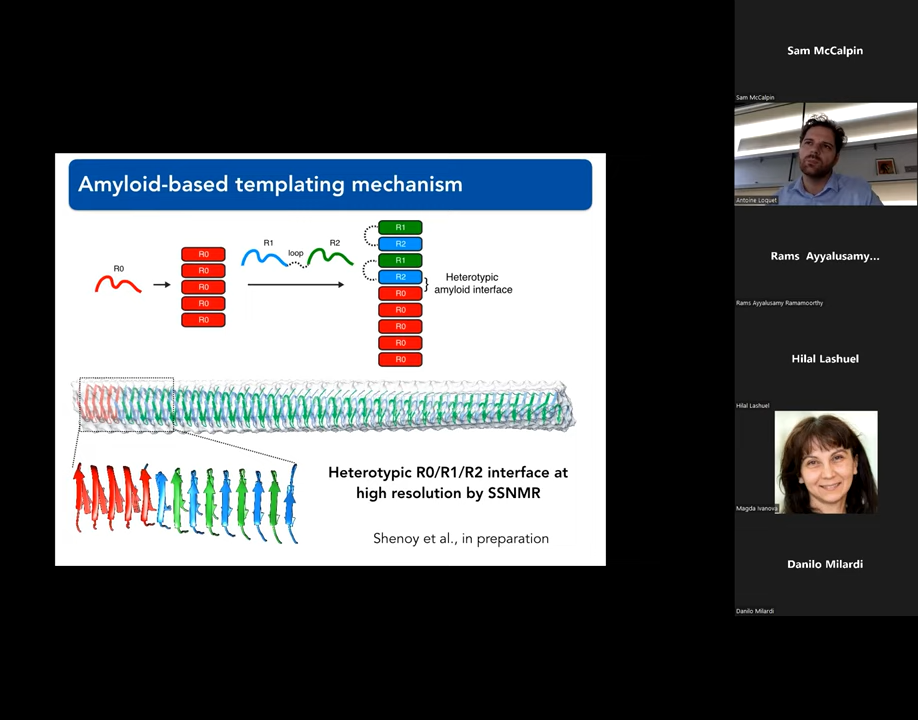 Amyloid-based templating mechanism
R0
R0
R0
R0
R0
R0
R1
loop
R2
R1
R2
R1
R2
R0
R0
R0
R0
R0
Heterotypic
amyloid interface
Heterotypic R0/R1/R2 interface at
high resolution by SSNMR
Shenoy et al., in preparation
Sam McCalpin
Sam McCalpin
Antoine Loquet
Rams Ayyalusamy...
Rams Ayyalusamy Ramamoorthy
Hilal Lashuel
Hilal Lashuel
Magda Ivanova
Danilo Milardi
Danilo Milardi